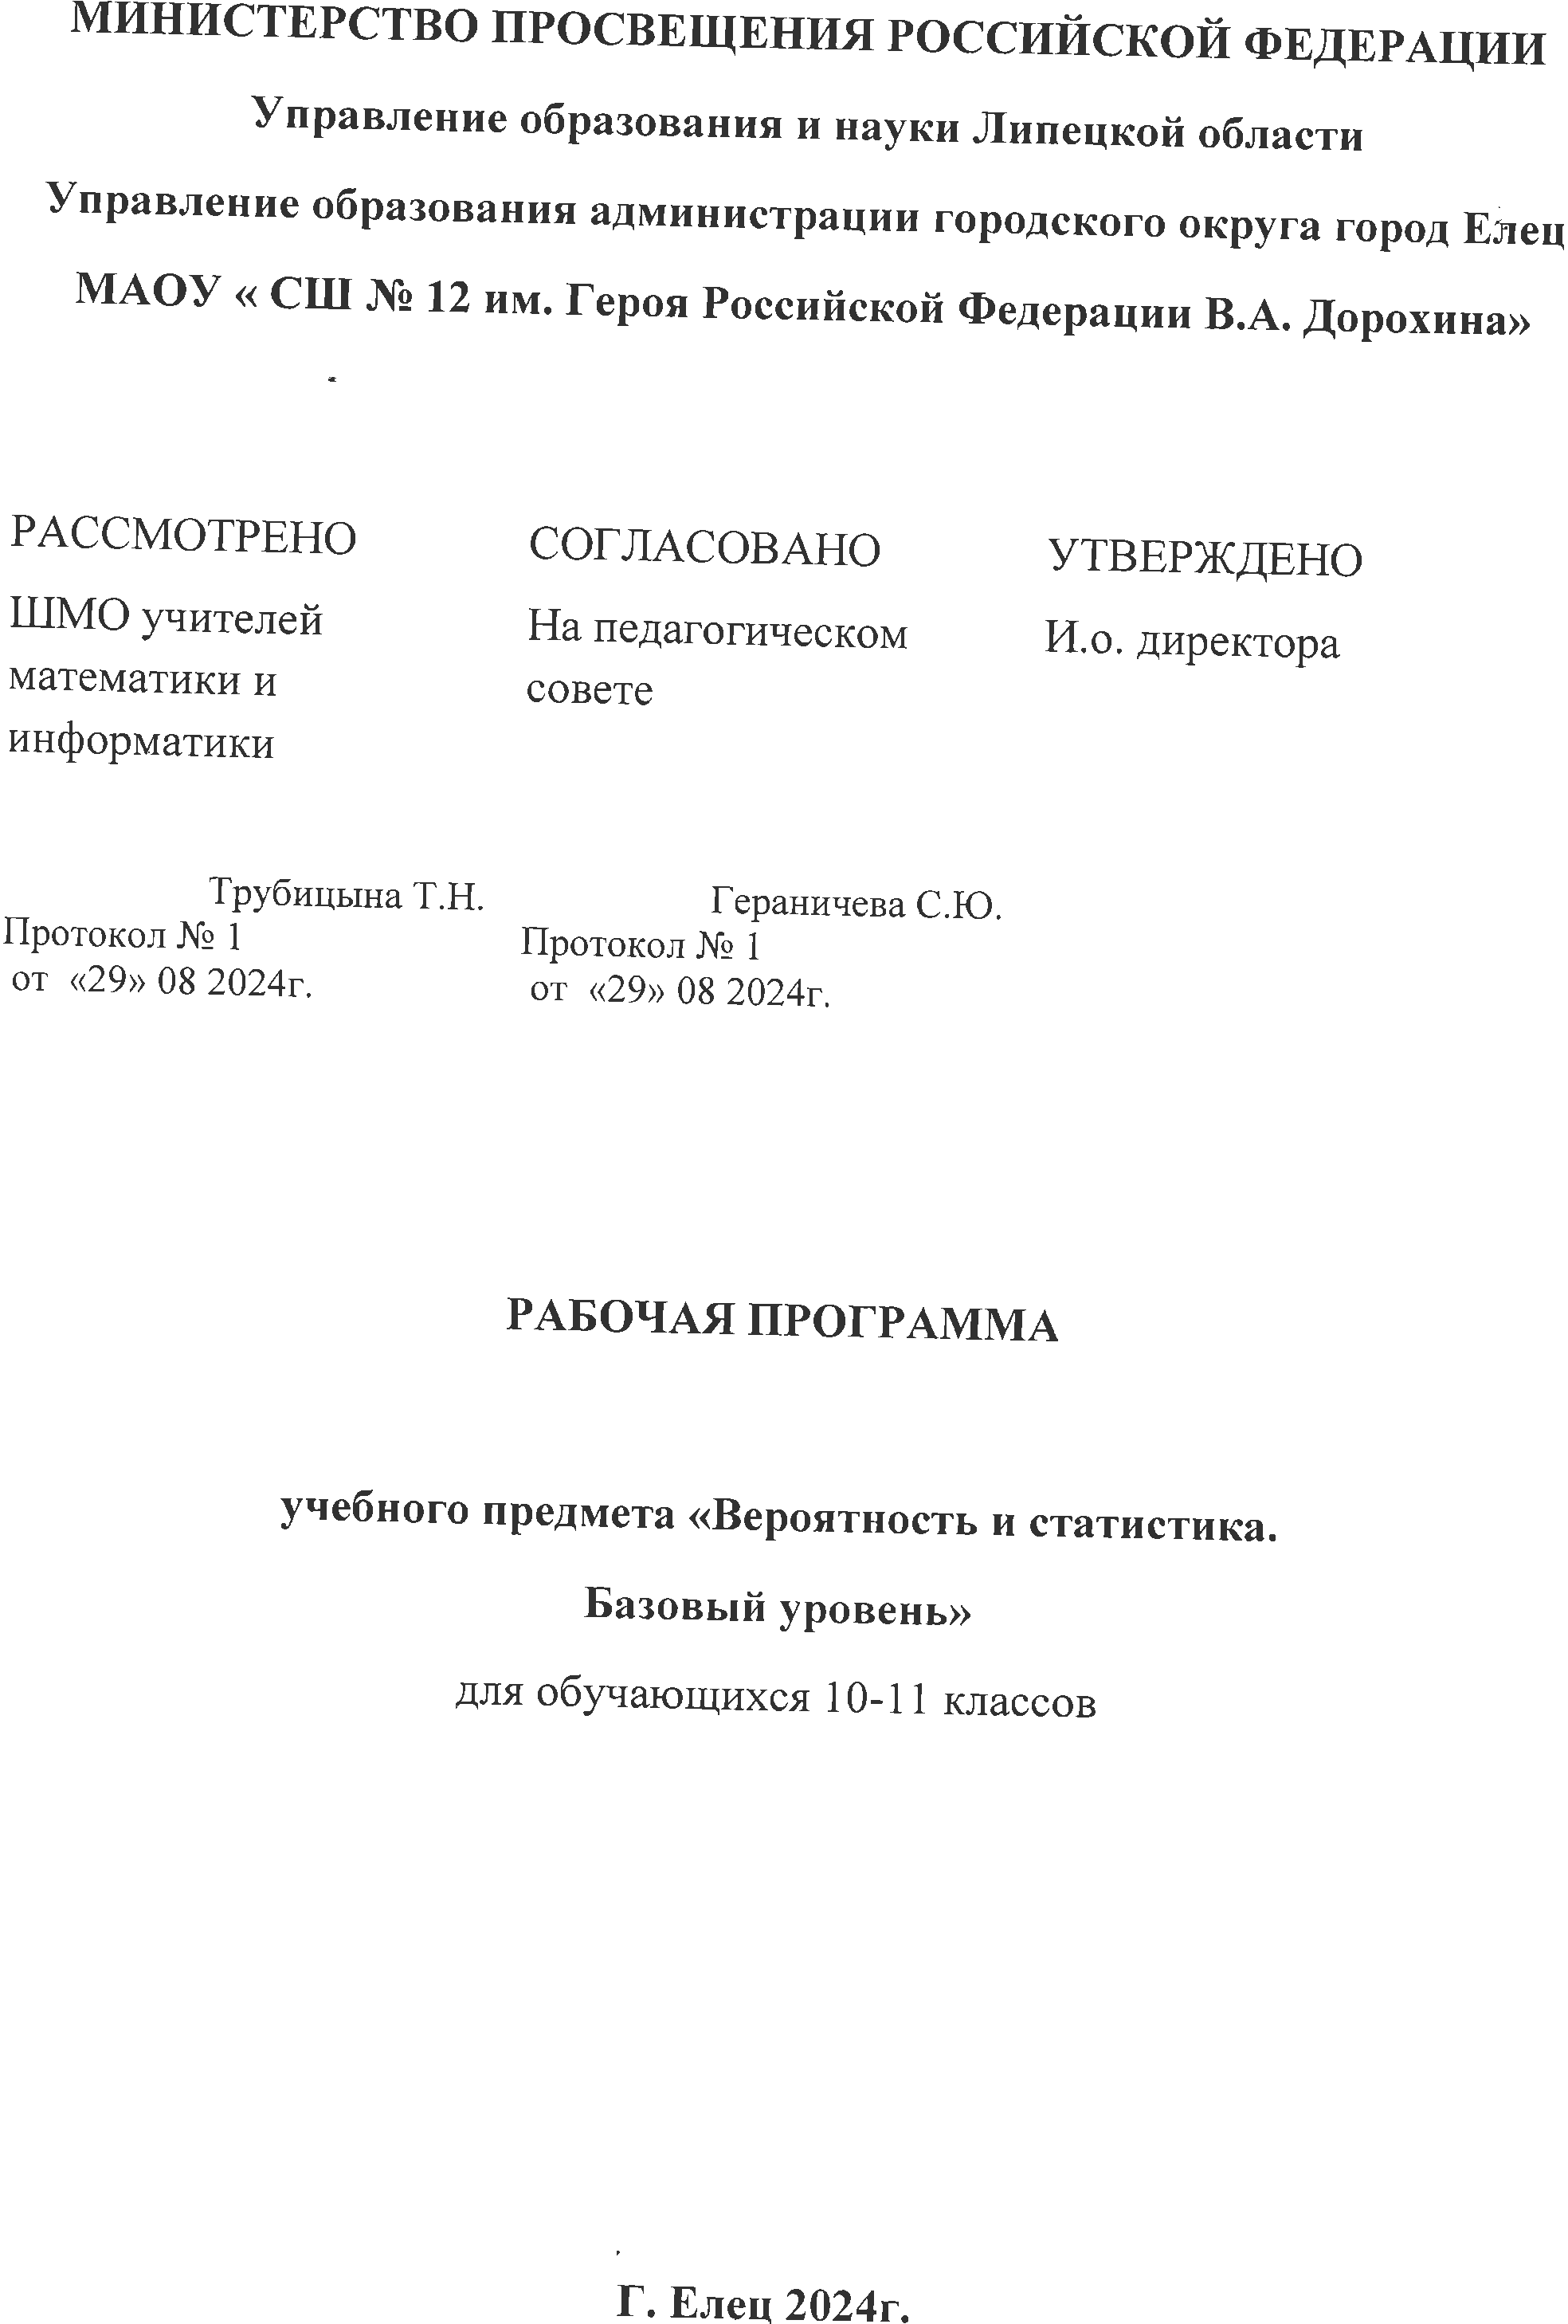 МИНИСТЕРСТВО ПРОСВЕЩЕНИЯ РОССИЙСКОЙ ФЕДЕРАЦИИ
Управление образования и науки Липецкой области
Управление образования администрации городского округа город Елец
МАОУ « СШ № 12 им. Героя Российской Федерации В.А. Дорохина»
РАССМОТРЕНО
ШМО учителей
математики и
информатики
Трубицына Т.Н.
Протокол № 1
от «29» 08 2024г.
СОГЛАСОВАНО
На педагогическом
совете
Гераничева С.Ю.
Протокол № 1
от «29» 08 2024г.
УТВЕРЖДЕНО
И.о. директора
РАБОЧАЯ ПРОГРАММА
учебного предмета «Вероятность и статистика.
Базовый уровень»
для обучающихся 10-11 классов
Г. Елец 2024г.